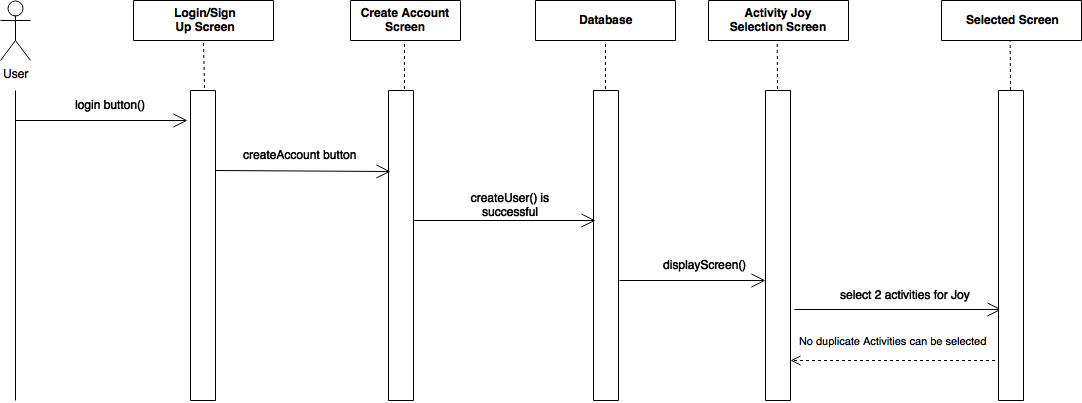 Login/Sign
Up Screen
Create Account
Screen
Database
Activity Joy
Selection Screen
Selected Screen
User
login button()
createAccount button
createUser() is
successful
displayScreen()
select 2 activities for Joy
No duplicate Activities can be selected